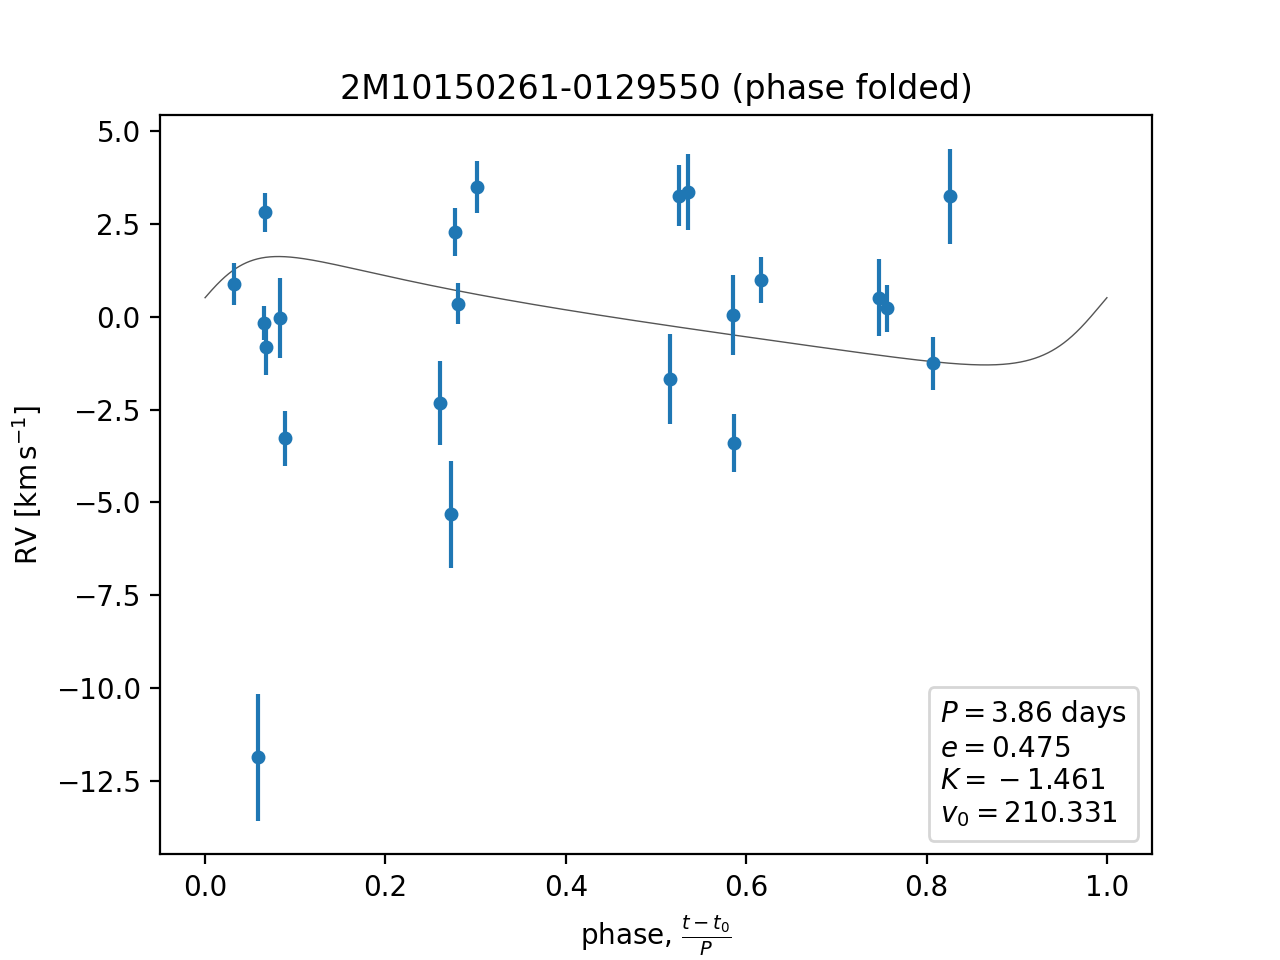 2M10150261-0129550 (phase folded)
5.0
2.5
0.0
−2.5
−5.0
−7.5
−10.0
−12.5
RV [km s⁻¹]
P = 3.86 days
e = 0.475
K = −1.461
v₀ = 210.331
0.0 0.2 0.4 0.6 0.8 1.0
phase, (t − t₀)/P